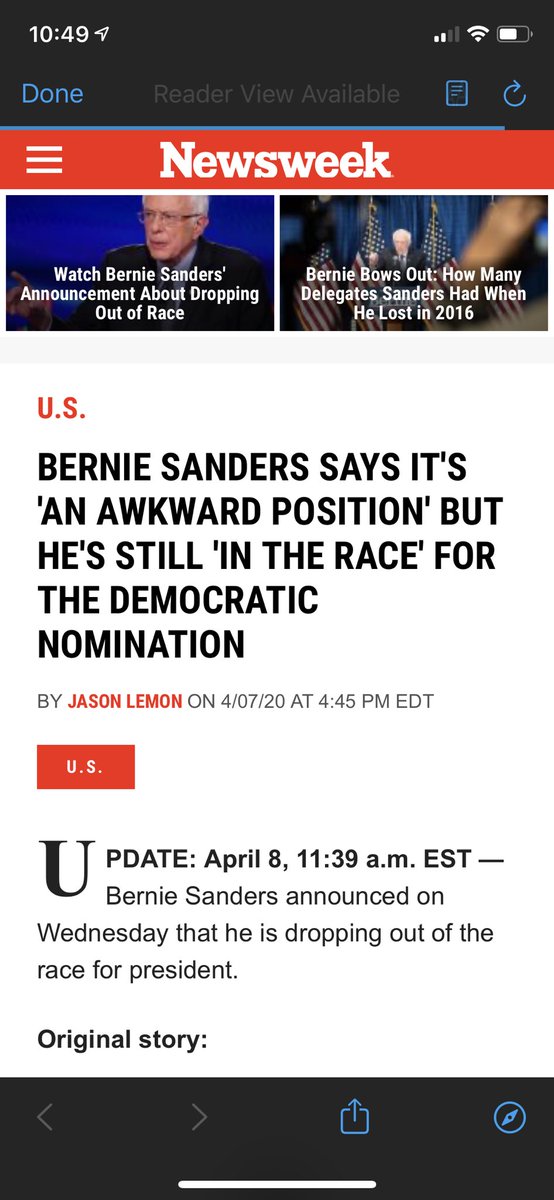 10:49
Done
Reader View Available
Newsweek
Watch Bernie Sanders'
Announcement About Dropping
Out of Race
Bernie Bows Out: How Many
Delegates Sanders Had When
He Lost in 2016
U.S.
BERNIE SANDERS SAYS IT'S
'AN AWKWARD POSITION' BUT
HE'S STILL 'IN THE RACE' FOR
THE DEMOCRATIC
NOMINATION
BY JASON LEMON ON 4/07/20 AT 4:45 PM EDT
U.S.
UPDATE: April 8, 11:39 a.m. EST —
Bernie Sanders announced on
Wednesday that he is dropping out of the
race for president.
Original story: